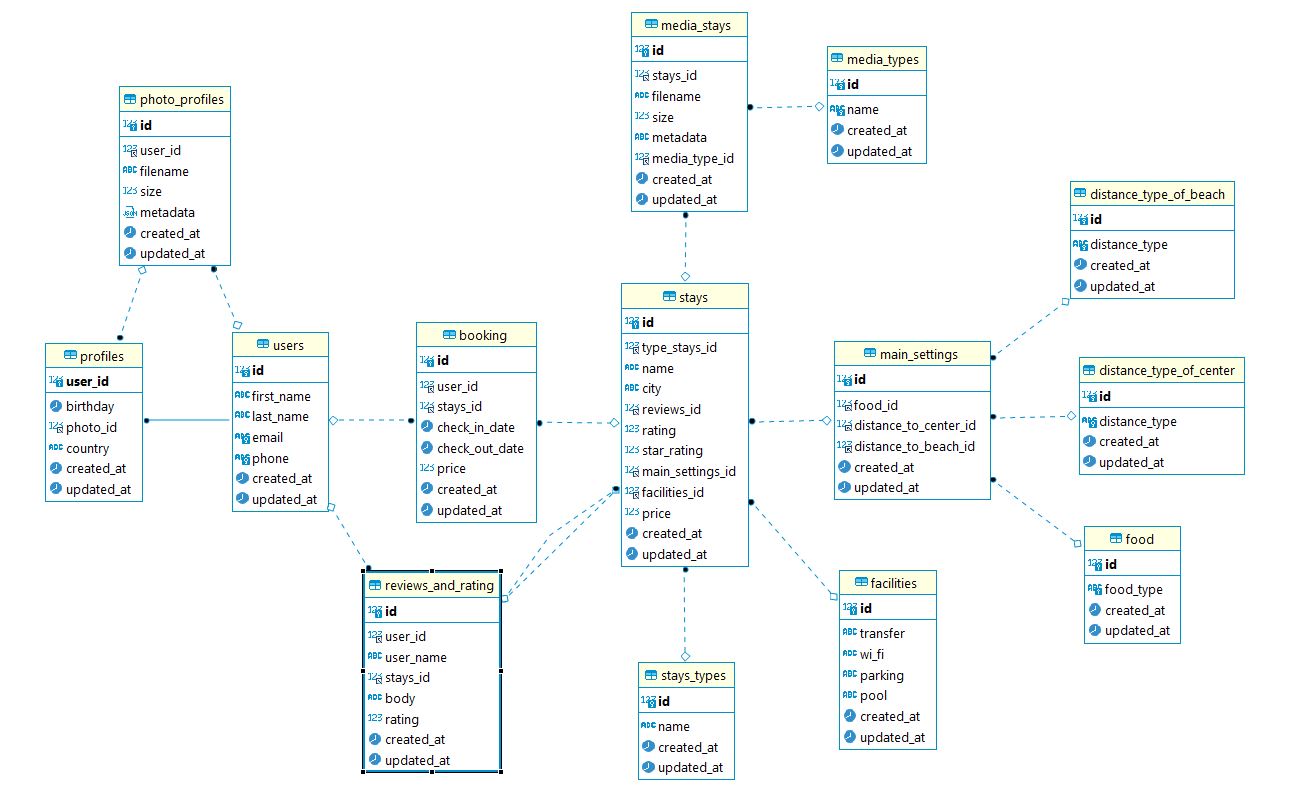 media_stays
id
stays_id
filename
size
metadata
media_type_id
created_at
updated_at
media_types
id
name
created_at
updated_at
photo_profiles
id
user_id
filename
size
metadata
created_at
updated_at
distance_type_of_beach
id
distance_type
created_at
updated_at
profiles
user_id
birthday
photo_id
country
created_at
updated_at
users
id
first_name
last_name
email
phone
created_at
updated_at
booking
id
user_id
stays_id
check_in_date
check_out_date
price
created_at
updated_at
stays
id
type_stays_id
name
city
reviews_id
rating
star_rating
main_settings_id
facilities_id
price
created_at
updated_at
main_settings
id
food_id
distance_to_center_id
distance_to_beach_id
created_at
updated_at
distance_type_of_center
id
distance_type
created_at
updated_at
food
id
food_type
created_at
updated_at
reviews_and_rating
id
user_id
user_name
stays_id
body
rating
created_at
updated_at
stays_types
id
name
created_at
updated_at
facilities
id
transfer
wi_fi
parking
pool
created_at
updated_at